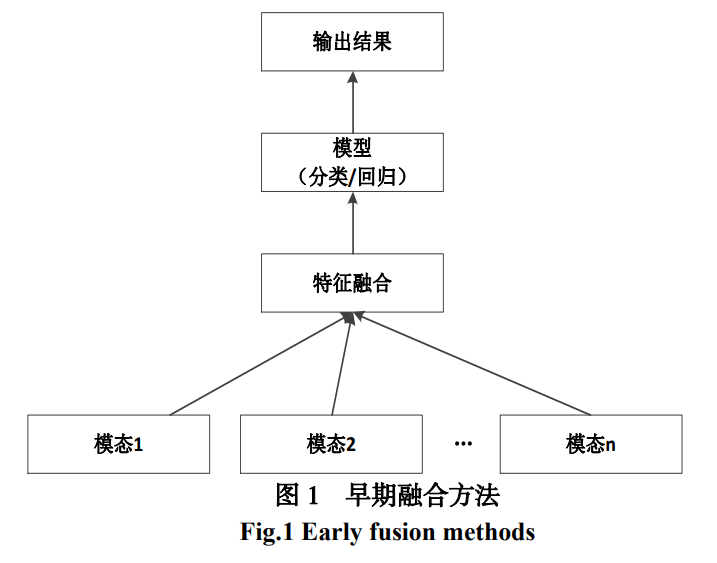 输出结果
模型
（分类/回归）
特征融合
模态1
模态2
...
模态n
图 1 早期融合方法
Fig.1 Early fusion methods